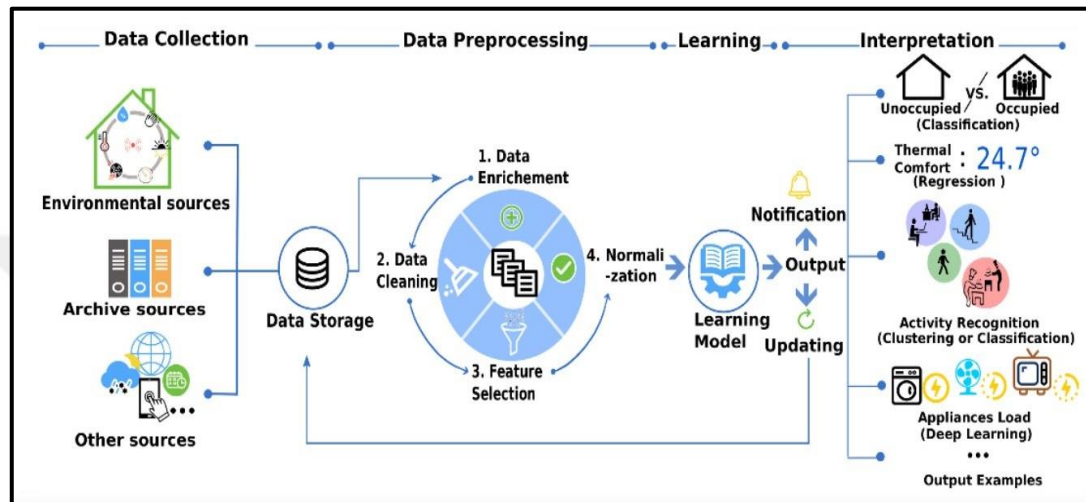 Data Collection
Data Preprocessing
Learning
Interpretation
Environmental sources
Archive sources
Other sources
...
Data Storage
1. Data
Enrichement
2. Data
Cleaning
3. Feature
Selection
4. Normali
-zation
Learning
Model
Notification
Output
Updating
Unoccupied
VS.
Occupied
(Classification)
Thermal
Comfort : 24.7°
(Regression )
Activity Recognition
(Clustering or Classification)
Appliances Load
(Deep Learning)
...
Output Examples